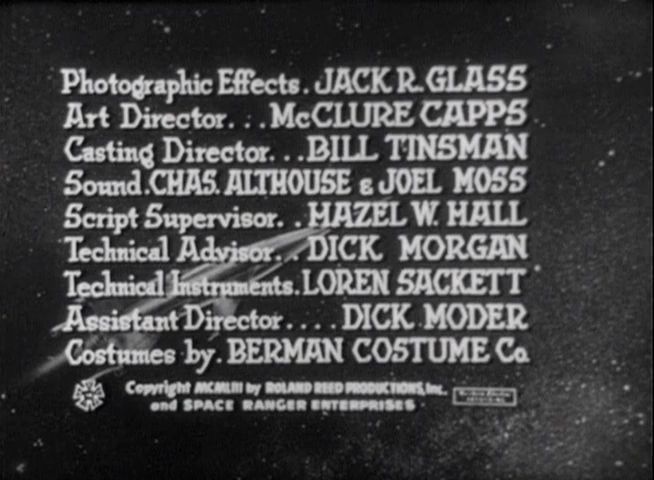 Photographic Effects. JACK R. GLASS
Art Director... McCLURE CAPPS
Casting Director...BILL TINSMAN
Sound.CHAS. ALTHOUSE & JOEL MOSS
Script Supervisor.. HAZEL W. HALL
Technical Advisor.. DICK MORGAN
Technical Instruments.LOREN SACKETT
Assistant Director.... DICK MODER
Costumes by. BERMAN COSTUME Co.
Copyright MCMLIII by ROLAND REED PRODUCTIONS, Inc.
and SPACE RANGER ENTERPRISES